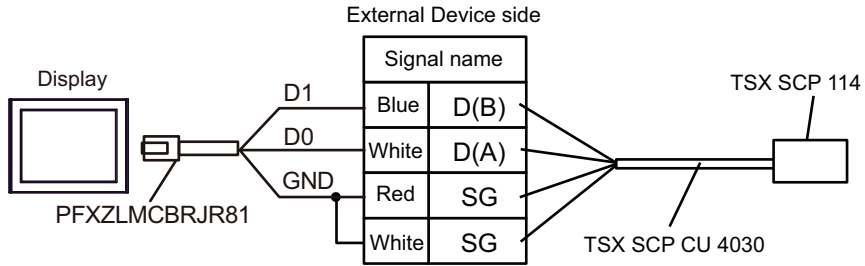 External Device side
Signal name
Display
TSX SCP 114
D1
Blue D(B)
D0
White D(A)
GND
Red SG
PFXZLMCBRJR81
White SG
TSX SCP CU 4030